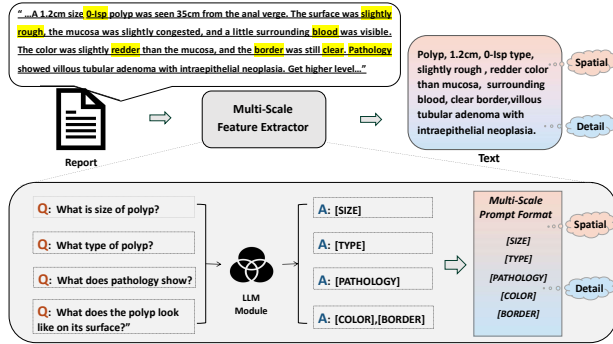 “ ...A 1.2cm size 0-Isp polyp was seen 35cm from the anal verge. The surface was slightly
rough, the mucosa was slightly congested, and a little surrounding blood was visible.
The color was slightly redder than the mucosa, and the border was still clear. Pathology
showed villous tubular adenoma with intraepithelial neoplasia. Get higher level...”
Report
Multi-Scale
Feature Extractor
Polyp, 1.2cm, 0-Isp type,
slightly rough , redder color
than mucosa, surrounding
blood, clear border,villous
tubular adenoma with
intraepithelial neoplasia.
Text
Spatial
Detail
Q: What is size of polyp?
Q: What type of polyp?
Q: What does pathology show?
Q: What does the polyp look
like on its surface?”
LLM
Module
A: [SIZE]
A: [TYPE]
A: [PATHOLOGY]
A: [COLOR],[BORDER]
Multi-Scale
Prompt Format
[SIZE]
[TYPE]
[PATHOLOGY]
[COLOR]
[BORDER]
Spatial
Detail